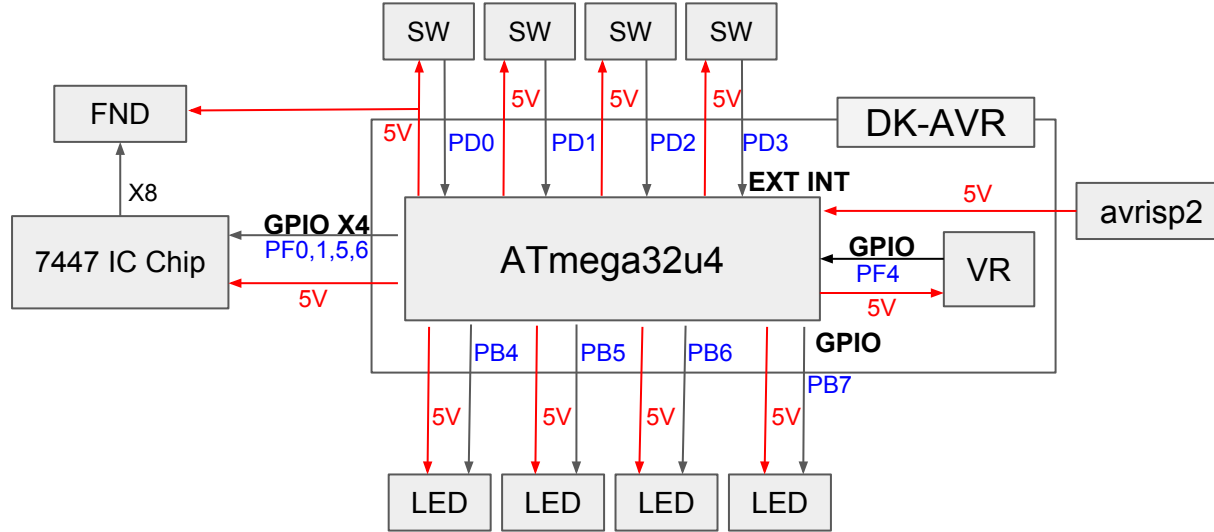 SW
SW
SW
SW
FND
5V
5V
5V
5V
DK-AVR
PD0
PD1
PD2
PD3
X8
EXT INT
5V
avrisp2
7447 IC Chip
GPIO X4
PF0,1,5,6
5V
ATmega32u4
GPIO
PF4
5V
VR
PB4
PB5
PB6
GPIO
PB7
5V
5V
5V
5V
LED
LED
LED
LED